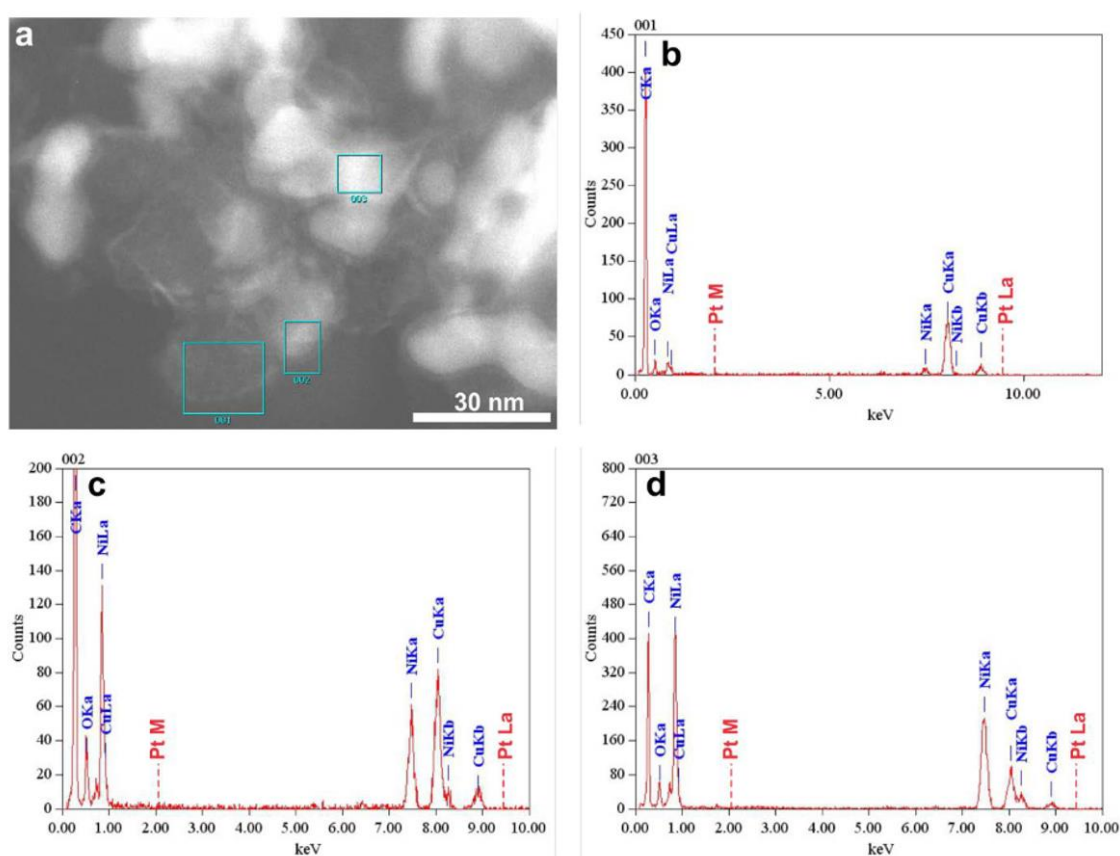 a
003
002
001
30 nm
001
b
450
400
350
300
250
200
150
100
50
0
Counts
CKa
OKa
NiLa
CuLa
Pt M
NiKa
CuKa
NiKb
CuKb
Pt La
0.00 5.00 10.00
keV
002
c
200
180
160
140
120
100
80
60
40
20
0
Counts
CKa
OKa
NiLa
CuLa
Pt M
NiKa
CuKa
NiKb
CuKb
Pt La
0.00 1.00 2.00 3.00 4.00 5.00 6.00 7.00 8.00 9.00 10.00
keV
003
d
800
720
640
560
480
400
320
240
160
80
0
Counts
CKa
OKa
NiLa
CuLa
Pt M
NiKa
CuKa
NiKb
CuKb
Pt La
0.00 1.00 2.00 3.00 4.00 5.00 6.00 7.00 8.00 9.00 10.00
keV